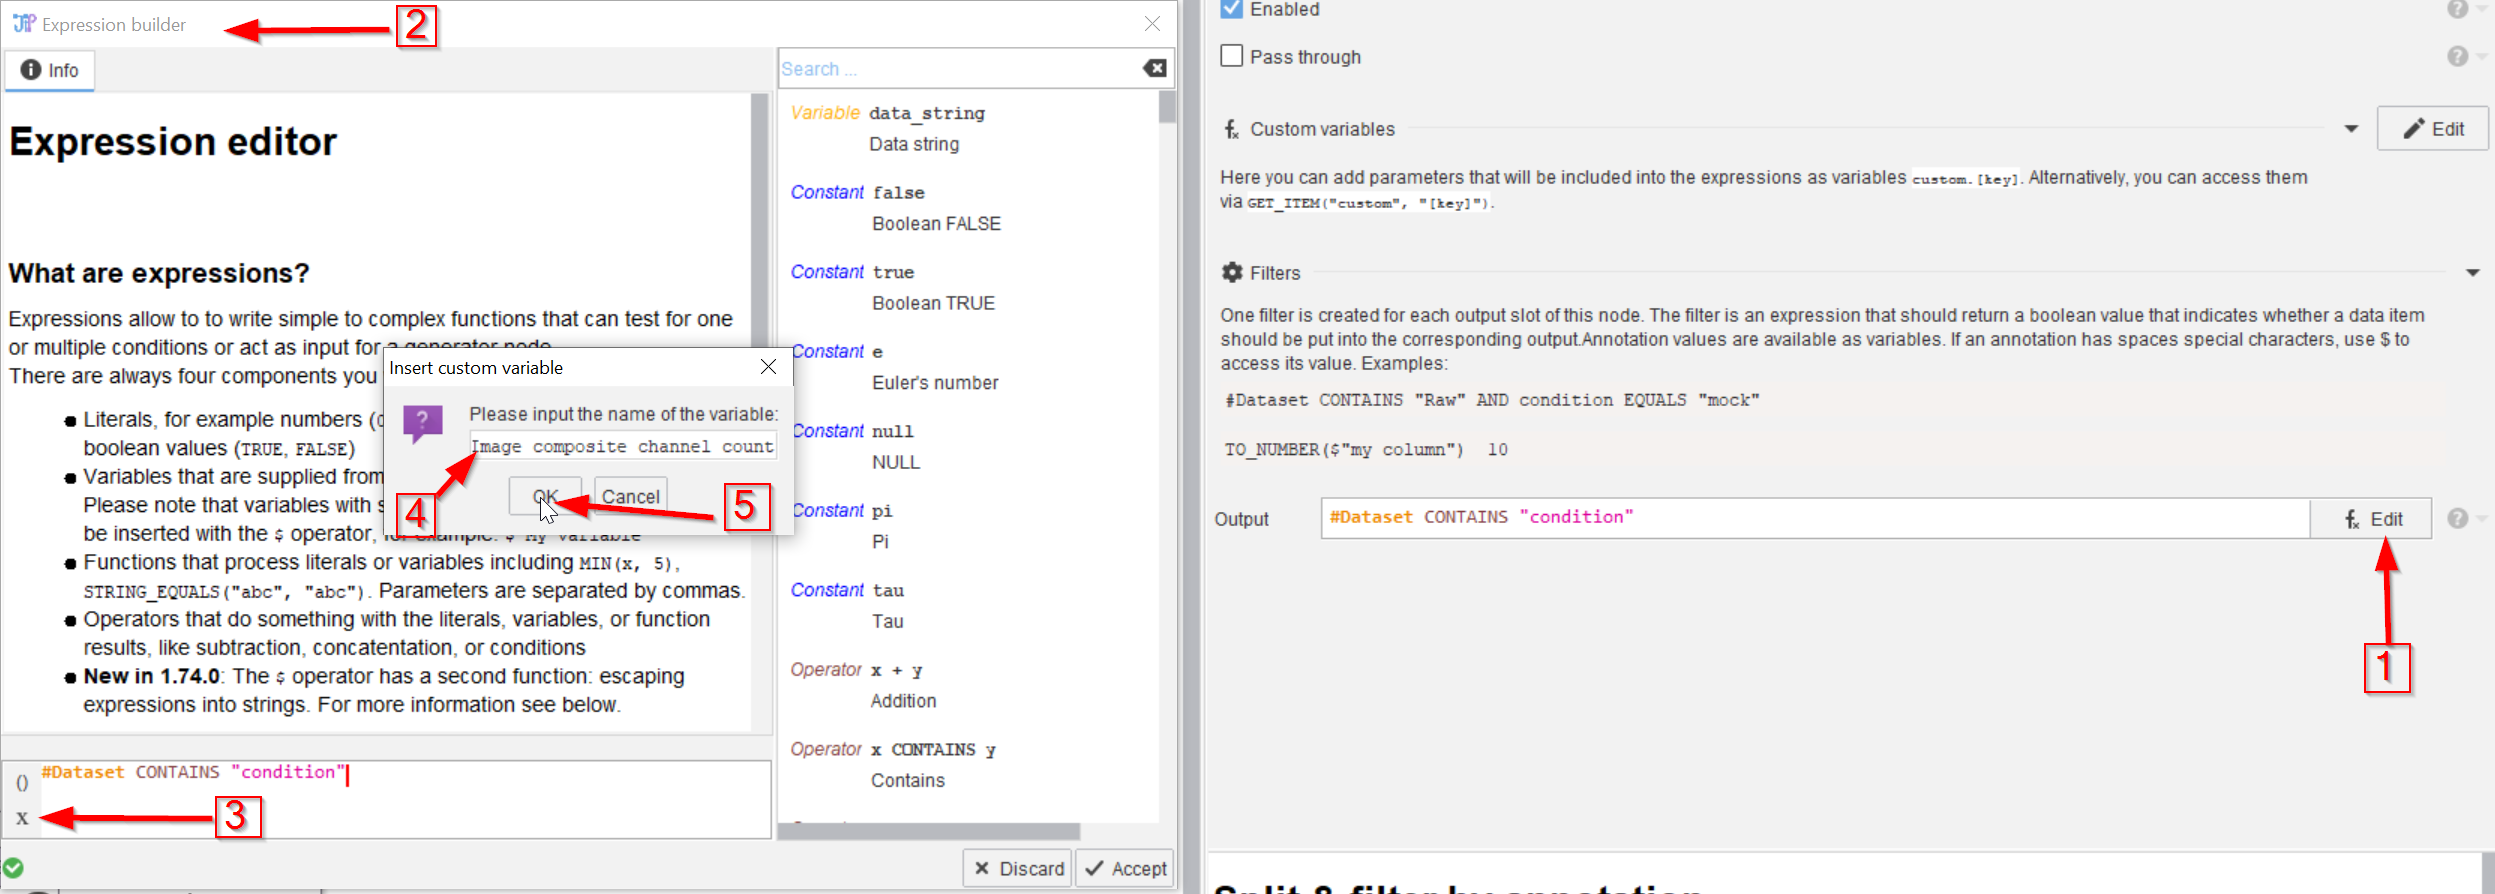 JIP Expression builder
2
Info
Expression editor
What are expressions?
Expressions allow to to write simple to complex functions that can test for one
or multiple conditions or act as input for a generator node.
There are always four components you
Literals, for example numbers (
boolean values (TRUE, FALSE)
Variables that are supplied from
Please note that variables with s
be inserted with the $ operator, for example: $"My variable"
Functions that process literals or variables including MIN(x, 5),
STRING_EQUALS("abc", "abc"). Parameters are separated by commas.
Operators that do something with the literals, variables, or function
results, like subtraction, concatentation, or conditions
New in 1.74.0: The $ operator has a second function: escaping
expressions into strings. For more information see below.
() #Dataset CONTAINS "condition"
x
3
Insert custom variable
Please input the name of the variable:
Image composite channel count
4
OK
Cancel
5
Search ...
Variable data_string
Data string
Constant false
Boolean FALSE
Constant true
Boolean TRUE
Constant e
Euler's number
Constant null
NULL
Constant pi
Pi
Constant tau
Tau
Operator x + y
Addition
Operator x CONTAINS y
Contains
Discard
Accept
Enabled
Pass through
Custom variables
Edit
Here you can add parameters that will be included into the expressions as variables custom.[key]. Alternatively, you can access them
via GET_ITEM("custom", "[key]").
Filters
One filter is created for each output slot of this node. The filter is an expression that should return a boolean value that indicates whether a data item
should be put into the corresponding output.Annotation values are available as variables. If an annotation has spaces special characters, use $ to
access its value. Examples:
#Dataset CONTAINS "Raw" AND condition EQUALS "mock"
TO_NUMBER($"my column") 10
Output
#Dataset CONTAINS "condition"
Edit
1
Split & filter by annotation